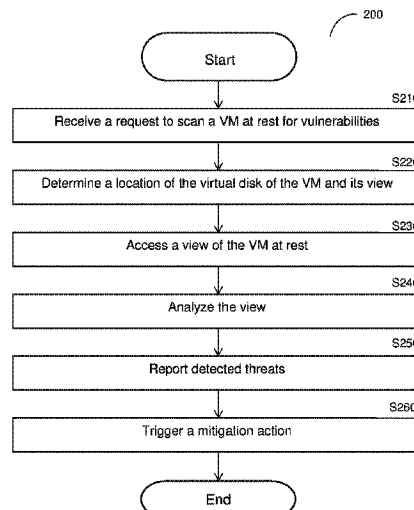 200
Start
S210
Receive a request to scan a VM at rest for vulnerabilities
S220
Determine a location of the virtual disk of the VM and its view
S230
Access a view of the VM at rest
S240
Analyze the view
S250
Report detected threats
S260
Trigger a mitigation action
End